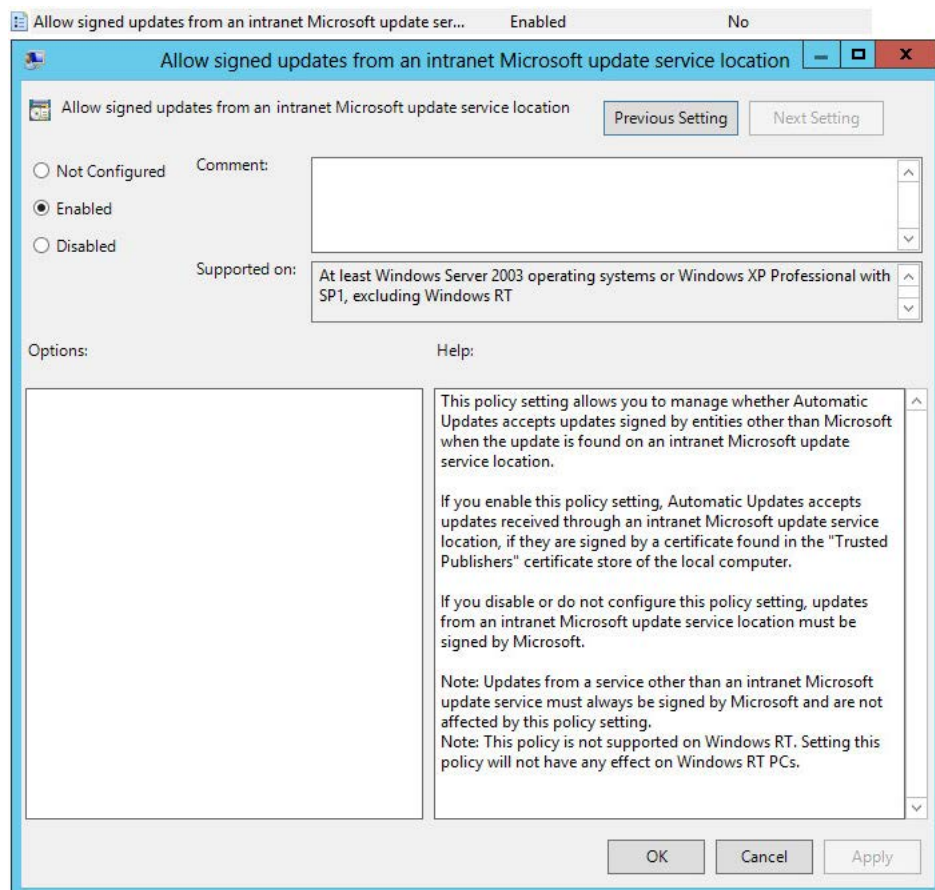 Allow signed updates from an intranet Microsoft update ser... Enabled No
Allow signed updates from an intranet Microsoft update service location
Allow signed updates from an intranet Microsoft update service location
Previous Setting
Next Setting
Not Configured
Enabled
Disabled
Comment:
Supported on:
At least Windows Server 2003 operating systems or Windows XP Professional with
SP1, excluding Windows RT
Options:
Help:
This policy setting allows you to manage whether Automatic
Updates accepts updates signed by entities other than Microsoft
when the update is found on an intranet Microsoft update
service location.
If you enable this policy setting, Automatic Updates accepts
updates received through an intranet Microsoft update service
location, if they are signed by a certificate found in the "Trusted
Publishers" certificate store of the local computer.
If you disable or do not configure this policy setting, updates
from an intranet Microsoft update service location must be
signed by Microsoft.
Note: Updates from a service other than an intranet Microsoft
update service must always be signed by Microsoft and are not
affected by this policy setting.
Note: This policy is not supported on Windows RT. Setting this
policy will not have any effect on Windows RT PCs.
OK
Cancel
Apply